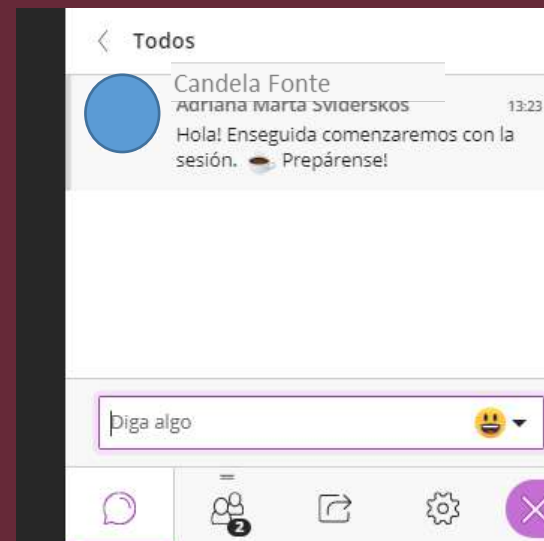 Todos
Candela Fonte
Adriana Marta Sviderskos
13:23
Hola! Enseguida comenzaremos con la
sesión. Prepárense!
Diga algo
2